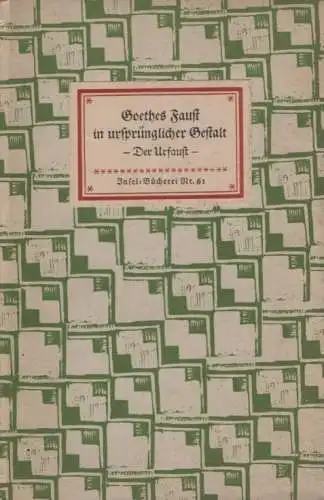 Goethes Faust
in ursprünglicher Gestalt
– Der Urfaust –
Insel-Bücherei Nr. 61